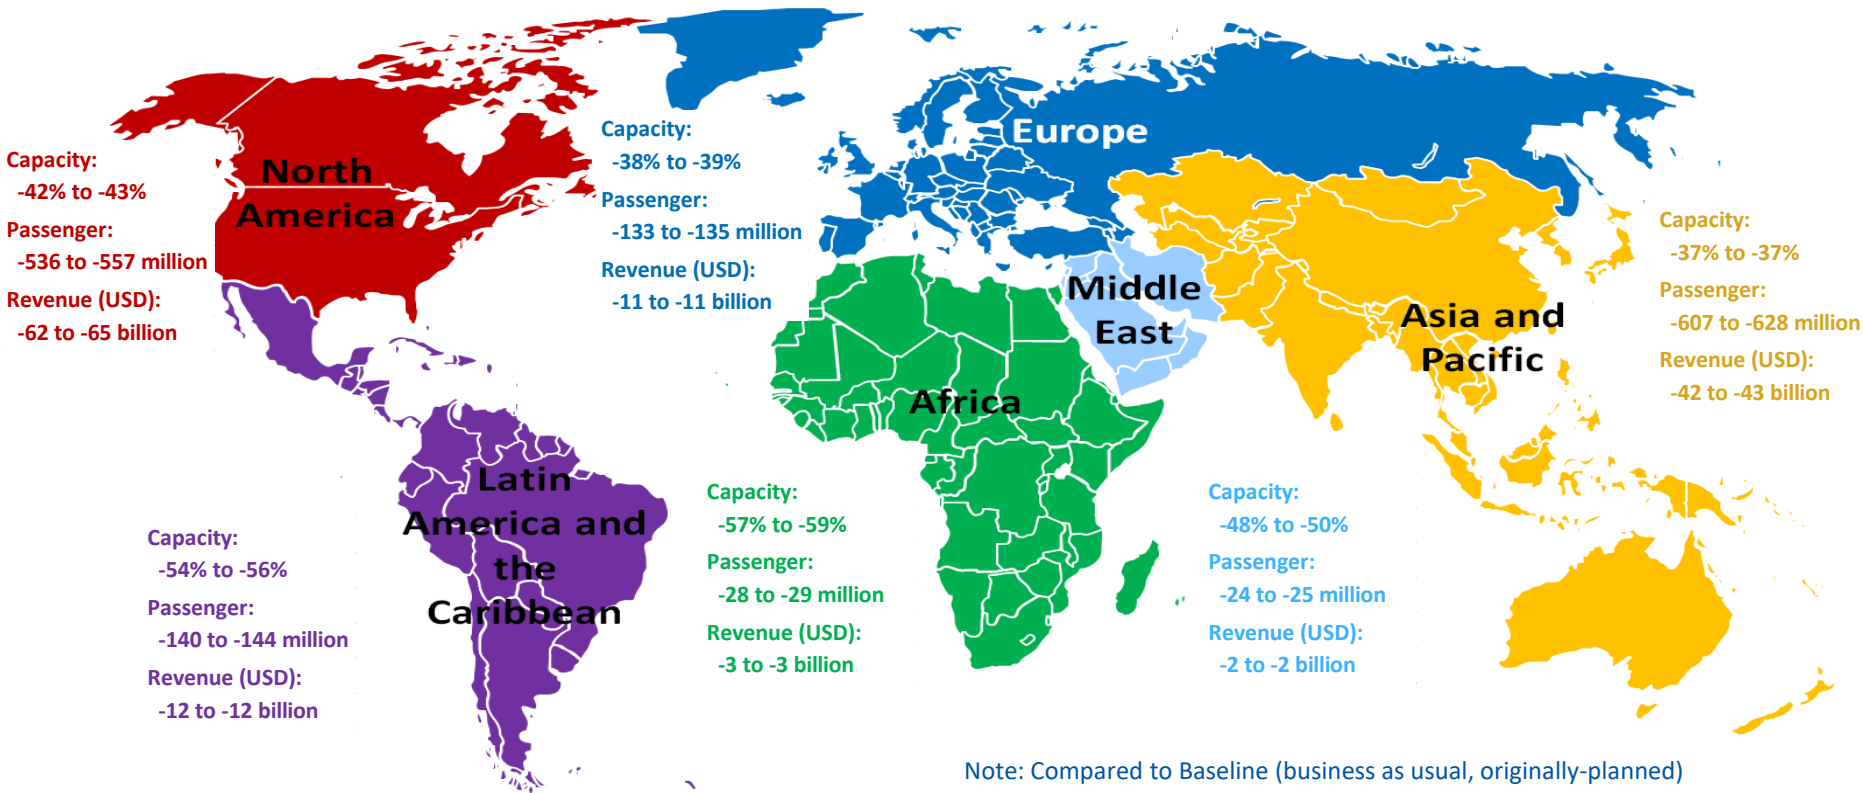 North
America
Capacity:
-42% to -43%
Passenger:
-536 to -557 million
Revenue (USD):
-62 to -65 billion
Europe
Capacity:
-38% to -39%
Passenger:
-133 to -135 million
Revenue (USD):
-11 to -11 billion
Asia and
Pacific
Capacity:
-37% to -37%
Passenger:
-607 to -628 million
Revenue (USD):
-42 to -43 billion
Latin
America and
the
Caribbean
Capacity:
-54% to -56%
Passenger:
-140 to -144 million
Revenue (USD):
-12 to -12 billion
Africa
Capacity:
-57% to -59%
Passenger:
-28 to -29 million
Revenue (USD):
-3 to -3 billion
Middle
East
Capacity:
-48% to -50%
Passenger:
-24 to -25 million
Revenue (USD):
-2 to -2 billion
Note: Compared to Baseline (business as usual, originally-planned)